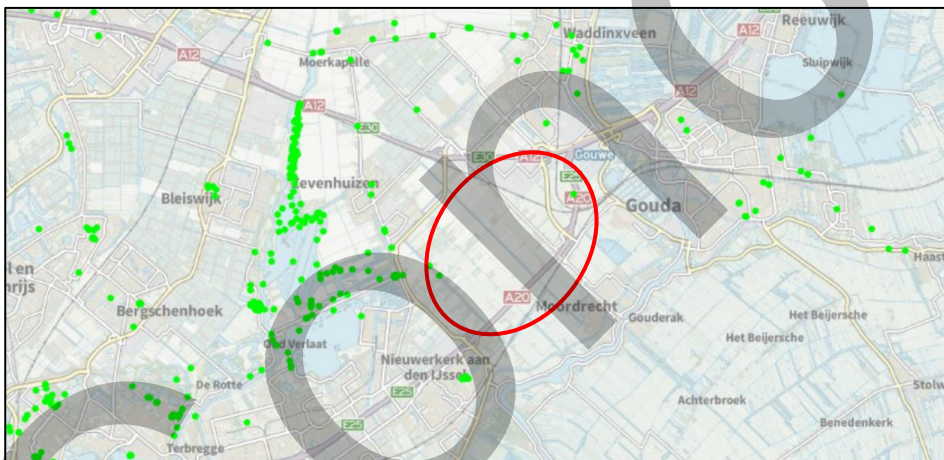 Reeuwijk
A12
Waddinxveen
A12
Sluipwijk
Moerkapelle
A12
A12
E30
E30
A12
Gouwe
E25
A20
Zevenhuizen
Bleiswijk
Gouda
Haast
A20
Moordrecht
Bergschenhoek
Gouderak
Het Beijersche
Het Beijersche
Oud Verlaat
Nieuwerkerk aan
den IJssel
De Rotte
E25
E25
Stolw
Achterbroek
Benedenkerk
Terbregge